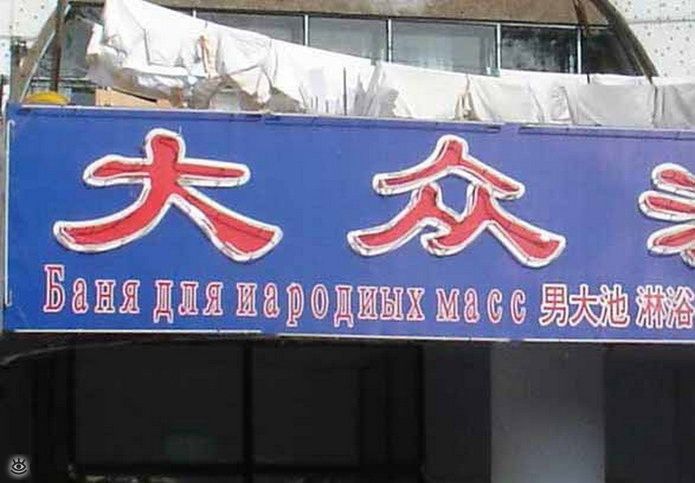 大众
Баня для иародиых масс 男大池 淋浴